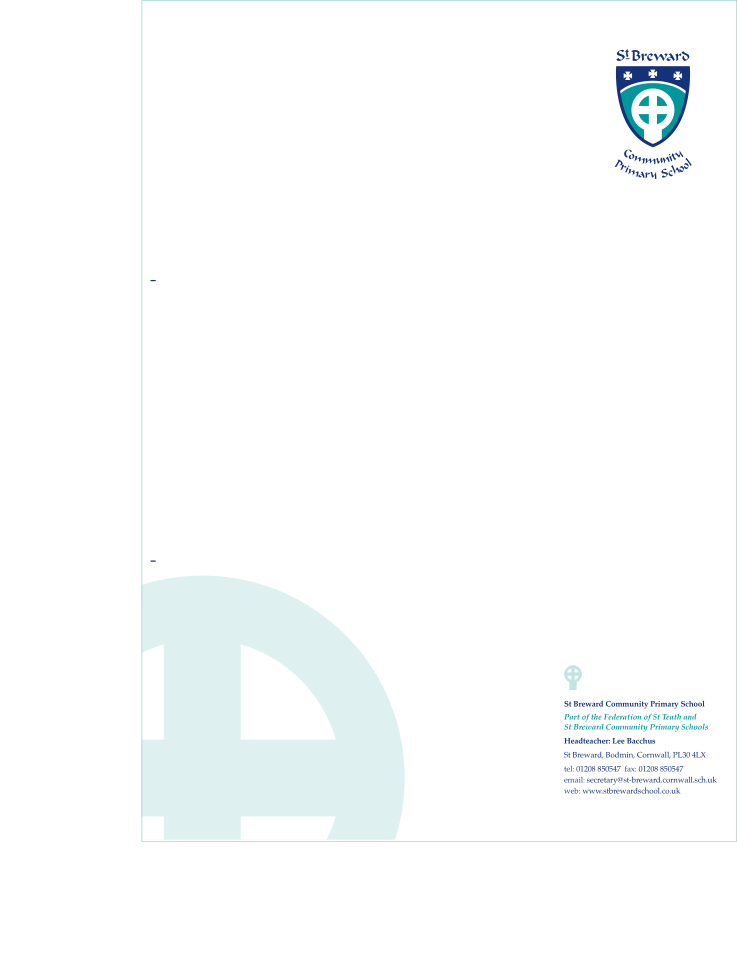 St Breward
Community
Primary School
St Breward Community Primary School
Part of the Federation of St Teath and
St Breward Community Primary Schools
Headteacher: Lee Bacchus
St Breward, Bodmin, Cornwall, PL30 4LX
tel: 01208 850547 fax: 01208 850547
email: secretary@st-breward.cornwall.sch.uk
web: www.stbrewardschool.co.uk